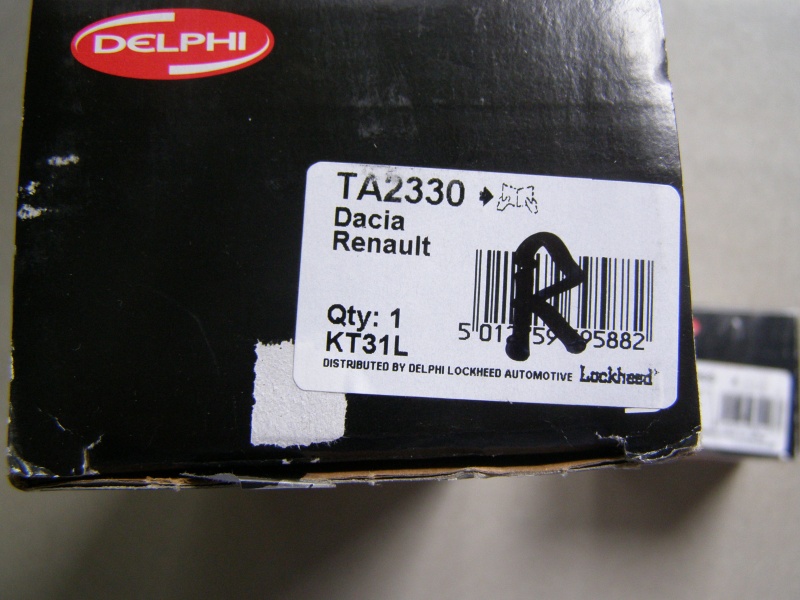 DELPHI
TA2330
Dacia
Renault
R
Qty: 1
KT31L
DISTRIBUTED BY DELPHI LOCKHEED AUTOMOTIVE Lockheed